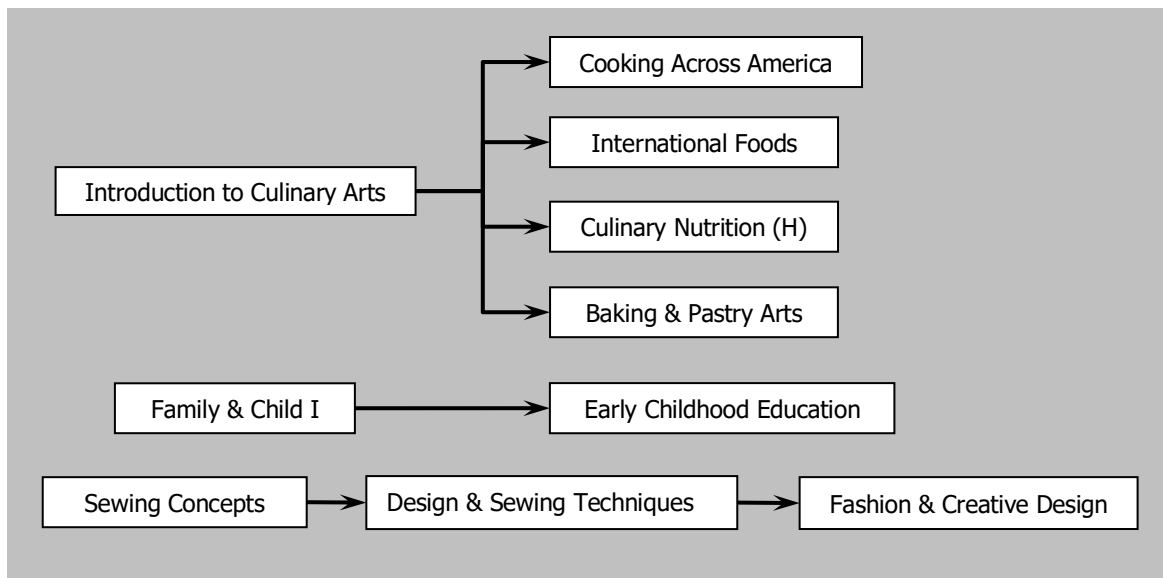 Cooking Across America
International Foods
Introduction to Culinary Arts
Culinary Nutrition (H)
Baking & Pastry Arts
Family & Child I
Early Childhood Education
Sewing Concepts
Design & Sewing Techniques
Fashion & Creative Design